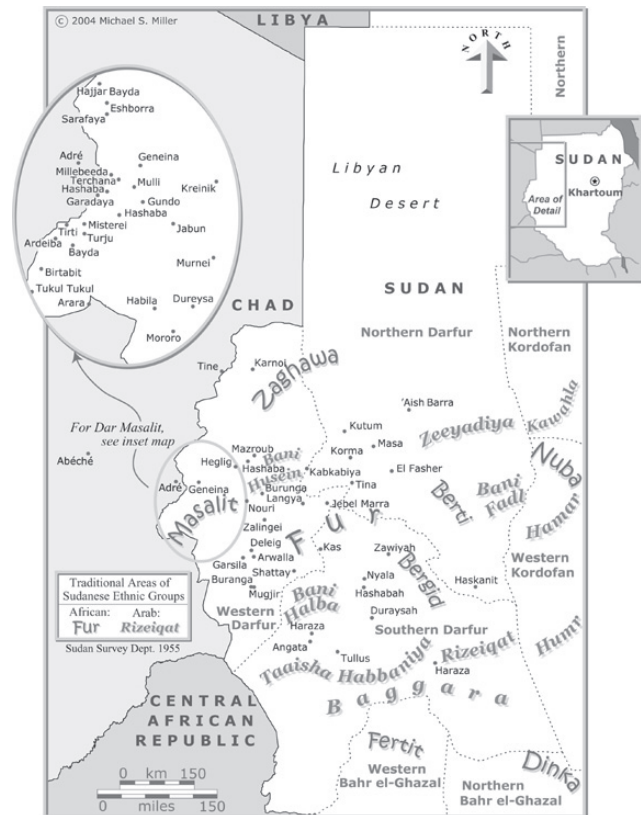 © 2004 Michael S. Miller
LIBYA
NORTH
Northern
Hajjar Bayda
Eshborra
Sarafaya
Adré
Geneina
Millebeeda
Terchana
Mulli
Kreinik
Hashaba
Garadaya
Gundo
Hashaba
Misterei
Tirti
Jabun
Ardeiba
Turju
Bayda
Murnei
Birtabit
Tukul Tukul
Arara
Habila
Dureysa
Mororo
SUDAN
Khartoum
Area of
Detail
Libyan
Desert
SUDAN
CHAD
Northern Darfur
Northern
Kordofan
Tine
Karnoi
Zaghawa
'Aish Barra
Kawahla
Zeeyadiya
For Dar Masalit,
see inset map
Kutum
Masa
Abéché
Mazroub
Bani
Husein
Korma
Nuba
Heglig
Hashaba
Kabkabiya
El Fasher
Adré
Geneina
Burunga
Tina
Berti
Bani
Fadl
Masalit
Langya
Jebel Marra
Hamar
Nouri
Fur
Zalingei
Deleig
Kas
Zawiyah
Western
Kordofan
Garsila
Arwalla
Bergid
Buranga
Shattay
Nyala
Haskanit
Mugjir
Hashabah
Traditional Areas of
Sudanese Ethnic Groups
African: Arab:
Fur Rizeiqat
Sudan Survey Dept. 1955
Western
Darfur
Bani
Halba
Duraysah
Haraza
Southern Darfur
Humr
Angata
Tullus
Rizeiqat
Haraza
Taaisha Habbaniya
Baggara
CENTRAL
AFRICAN
REPUBLIC
Fertit
Western
Bahr el-Ghazal
Dinka
Northern
Bahr el-Ghazal
0 km 150
0 miles 150